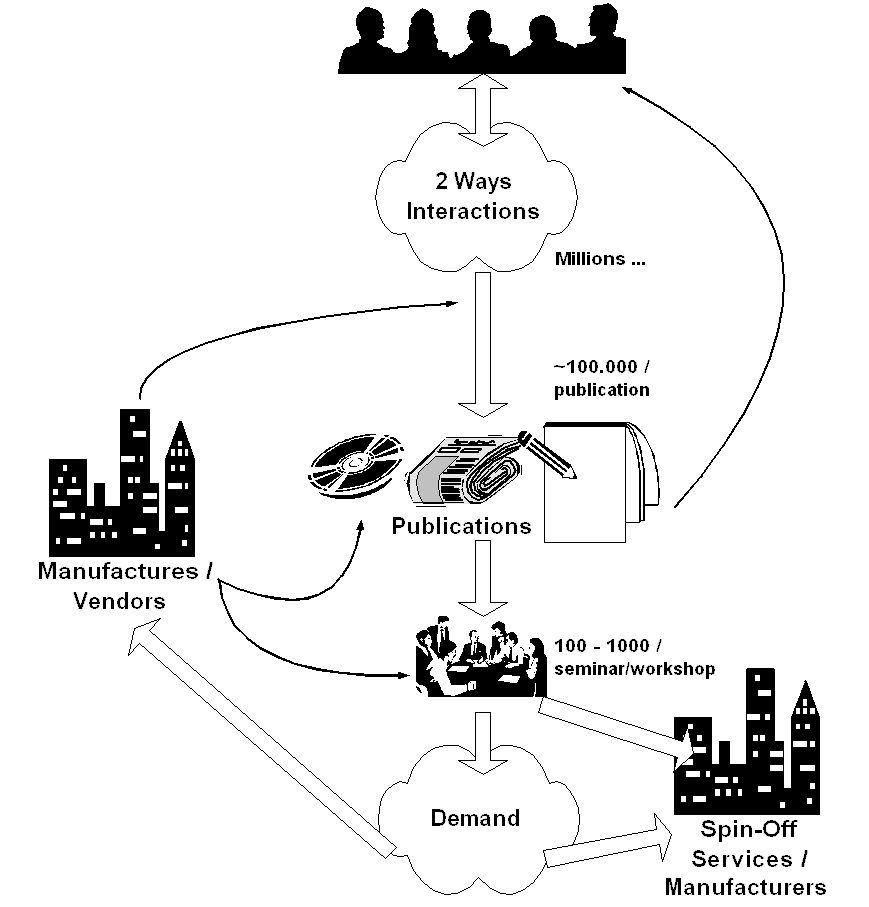 2 Ways
Interactions
Millions ...
~100.000 /
publication
Publications
Manufactures /
Vendors
100 - 1000 /
seminar/workshop
Demand
Spin-Off
Services /
Manufacturers